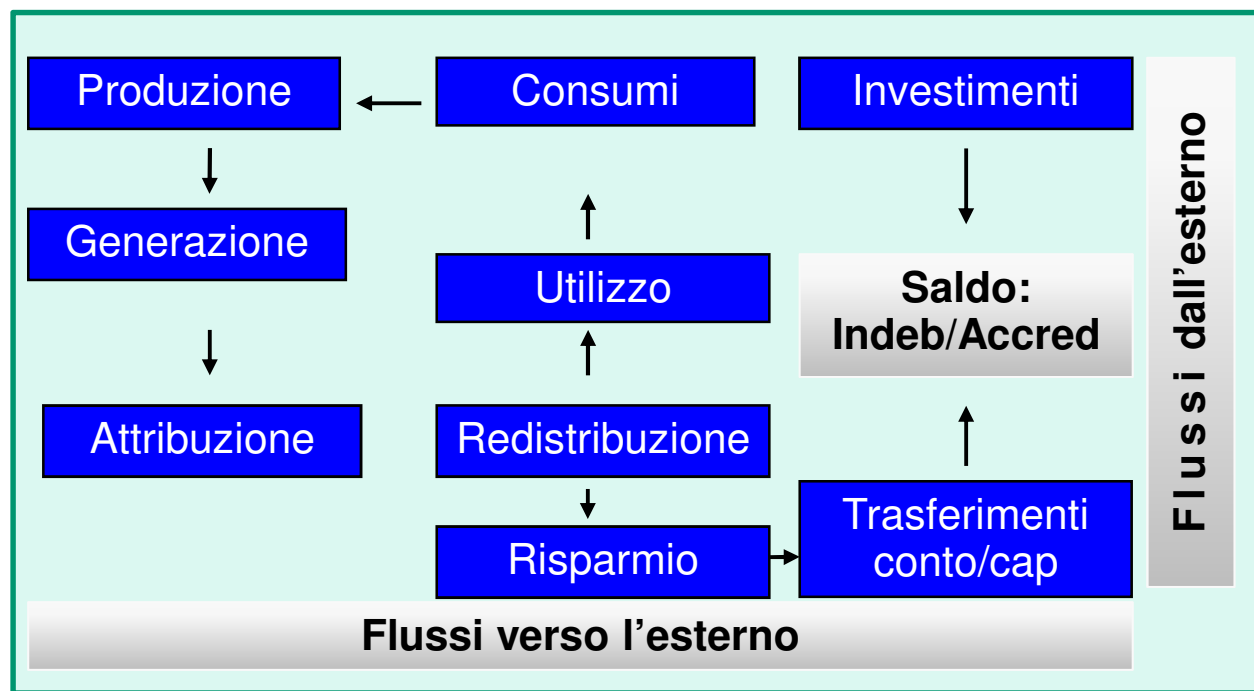 Produzione
Consumi
Investimenti
Generazione
Utilizzo
Saldo:
Indeb/Accred
Attribuzione
Redistribuzione
Risparmio
Trasferimenti
conto/cap
Flussi dall'esterno
Flussi verso l'esterno